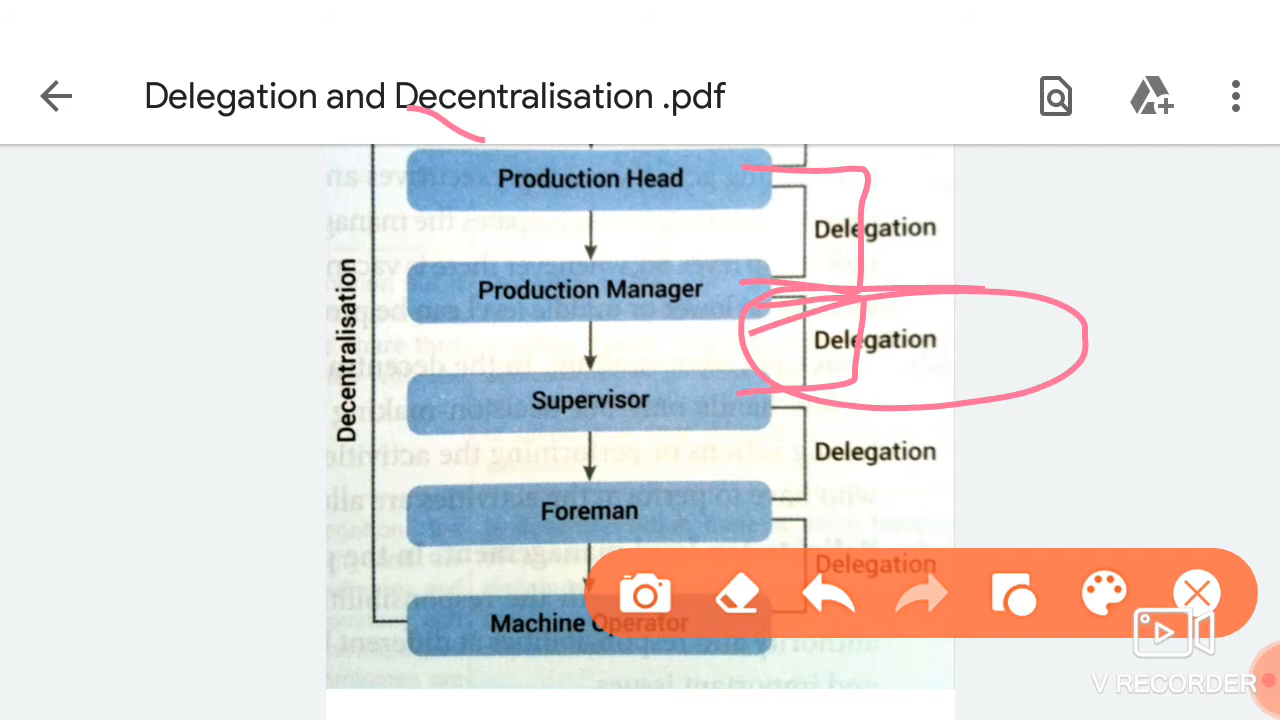 Delegation and Decentralisation .pdf
Production Head
Delegation
Production Manager
Delegation
Decentralisation
Supervisor
Delegation
Foreman
Delegation
Machine Operator
V RECORDER